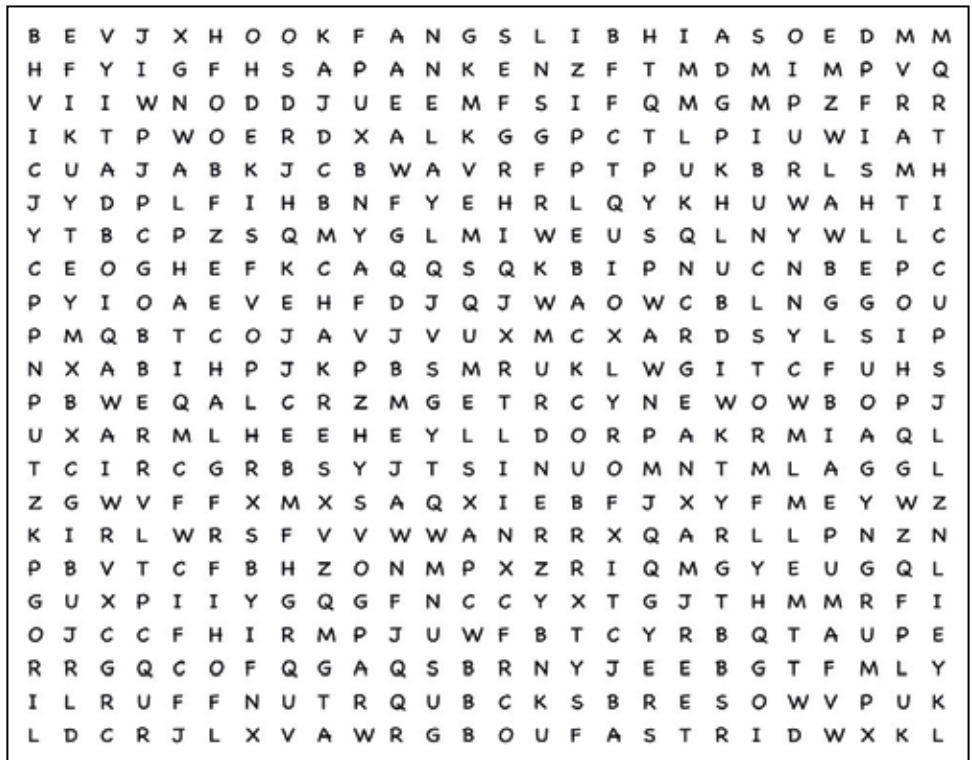 B E V J X H O O K F A N G S L I B H I A S O E D M M
H F Y I G F H S A P A N K E N Z F T M D M I M P V Q
V I I W N O D D J U E E M F S I F Q M G M P Z F R R
I K T P W O E R D X A L K G G P C T L P I U W I A T
C U A J A B K J C B W A V R F P T P U K B R L S M H
J Y D P L F I H B N F Y E H R L Q Y K H U W A H T I
Y T B C P Z S Q M Y G L M I W E U S Q L N Y W L L C
C E O G H E F K C A Q Q S Q K B I P N U C N B E P C
P Y I O A E V E H F D J Q J W A O W C B L N G G O U
P M Q B T C O J A V J V U X M C X A R D S Y L S I P
N X A B I H P J K P B S M R U K L W G I T C F U H S
P B W E Q A L C R Z M G E T R C Y N E W O W B O P J
U X A R M L H E E H E Y L L D O R P A K R M I A Q L
T C I R C G R B S Y J T S I N U O M N T M L A G G L
Z G W V F F X M X S A Q X I E B F J X Y F M E Y W Z
K I R L W R S F V V W W A N R R X Q A R L L P N Z N
P B V T C F B H Z O N M P X Z R I Q M G Y E U G Q L
G U X P I I Y G Q G F N C C Y X T G J T H M M R F I
O J C C F H I R M P J U W F B T C Y R B Q T A U P E
R R G Q C O F Q G A Q S B R N Y J E E B G T F M L Y
I L R U F F N U T R Q U B C K S B R E S O W V P U K
L D C R J L X V A W R G B O U F A S T R I D W X K L